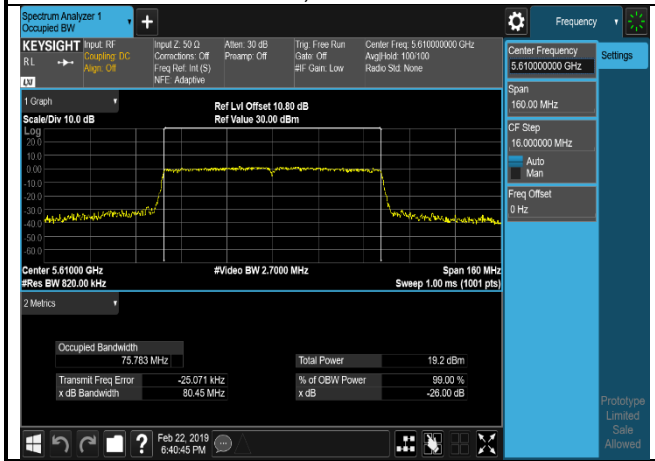 Spectrum Analyzer 1
Occupied BW
Frequency
KEYSIGHT
RL
LXI
Input: RF
Coupling: DC
Align: Off
Input Z: 50 Ω
Corrections: Off
Freq Ref: Int (S)
NFE: Adaptive
Atten: 30 dB
Preamp: Off
Trig: Free Run
Gate: Off
#IF Gain: Low
Center Freq: 5.610000000 GHz
Avg|Hold: 100/100
Radio Std: None
Center Frequency
5.610000000 GHz
Settings
Span
160.00 MHz
CF Step
16.000000 MHz
Auto
Man
Freq Offset
0 Hz
1 Graph
Scale/Div 10.0 dB
Ref Lvl Offset 10.80 dB
Ref Value 30.00 dBm
Log
20.0
10.0
0.00
-10.0
-20.0
-30.0
-40.0
-50.0
-60.0
Center 5.61000 GHz
#Res BW 820.00 kHz
#Video BW 2.7000 MHz
Span 160 MHz
Sweep 1.00 ms (1001 pts)
2 Metrics
Occupied Bandwidth
75.783 MHz
Total Power 19.2 dBm
Transmit Freq Error -25.071 kHz
% of OBW Power 99.00 %
x dB Bandwidth 80.45 MHz
x dB -26.00 dB
Prototype
Limited
Sale
Allowed
?
Feb 22, 2019
6:40:45 PM